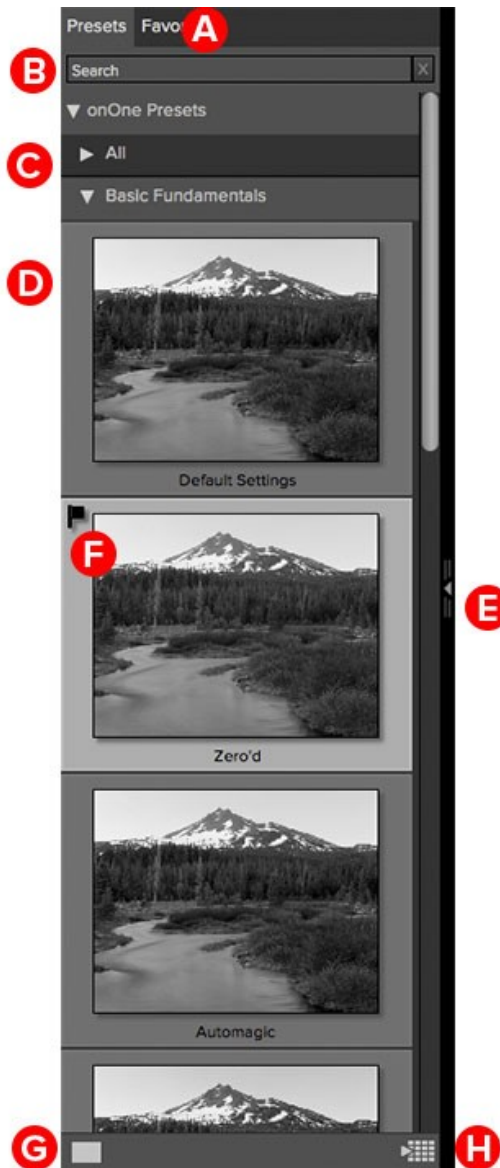 Presets Favo A
B Search X
onOne Presets
C
All
Basic Fundamentals
D
Default Settings
F
E
Zero'd
Automagic
G H